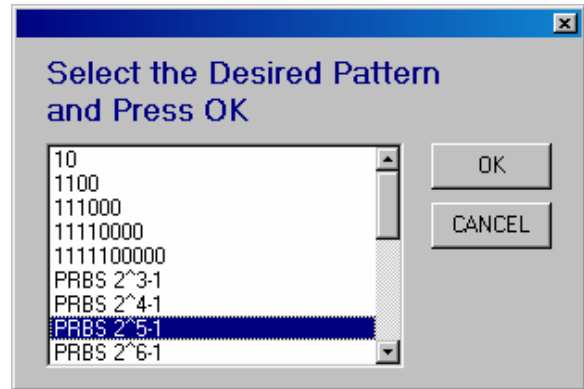 Select the Desired Pattern
and Press OK
10
1100
111000
11110000
1111100000
PRBS 2^3-1
PRBS 2^4-1
PRBS 2^5-1
PRBS 2^6-1
OK
CANCEL